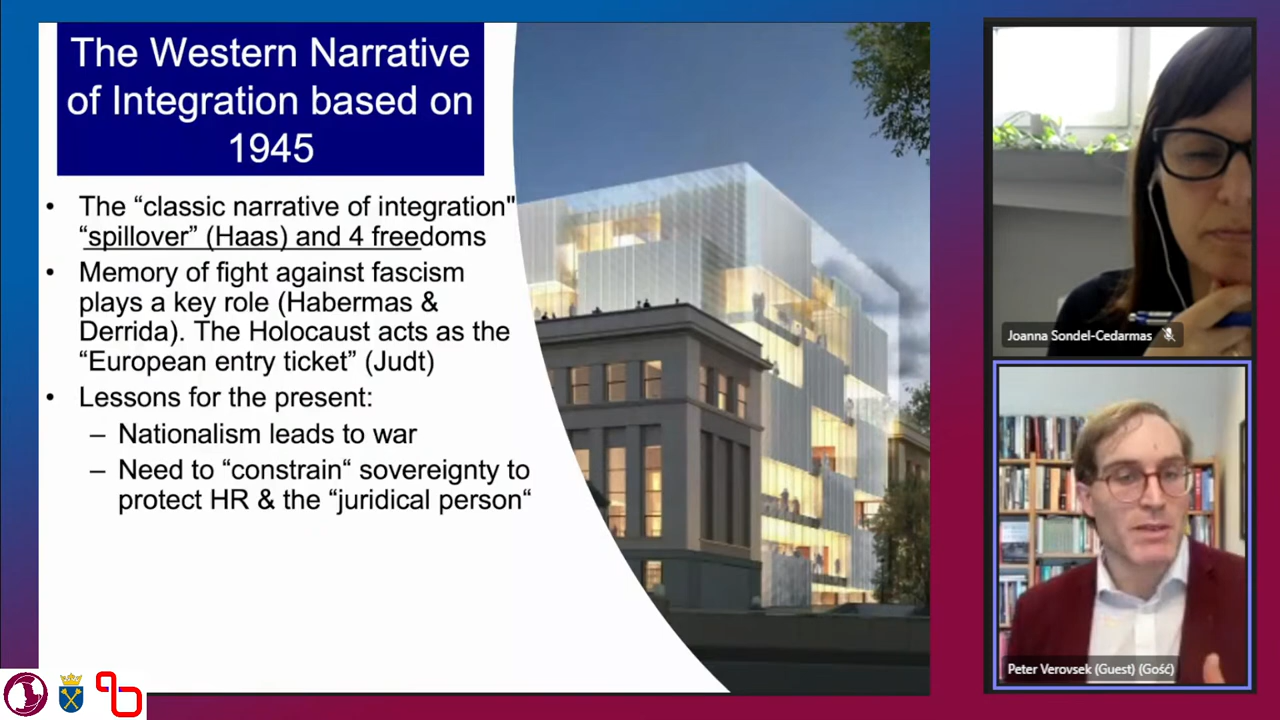 The Western Narrative
of Integration based on
1945
• The “classic narrative of integration"
“spillover” (Haas) and 4 freedoms
• Memory of fight against fascism
plays a key role (Habermas &
Derrida). The Holocaust acts as the
“European entry ticket” (Judt)
• Lessons for the present:
– Nationalism leads to war
– Need to “constrain“ sovereignty to
protect HR & the “juridical person“
Joanna Sondel-Cedarmas
Peter Verovsek (Guest) (Gość)